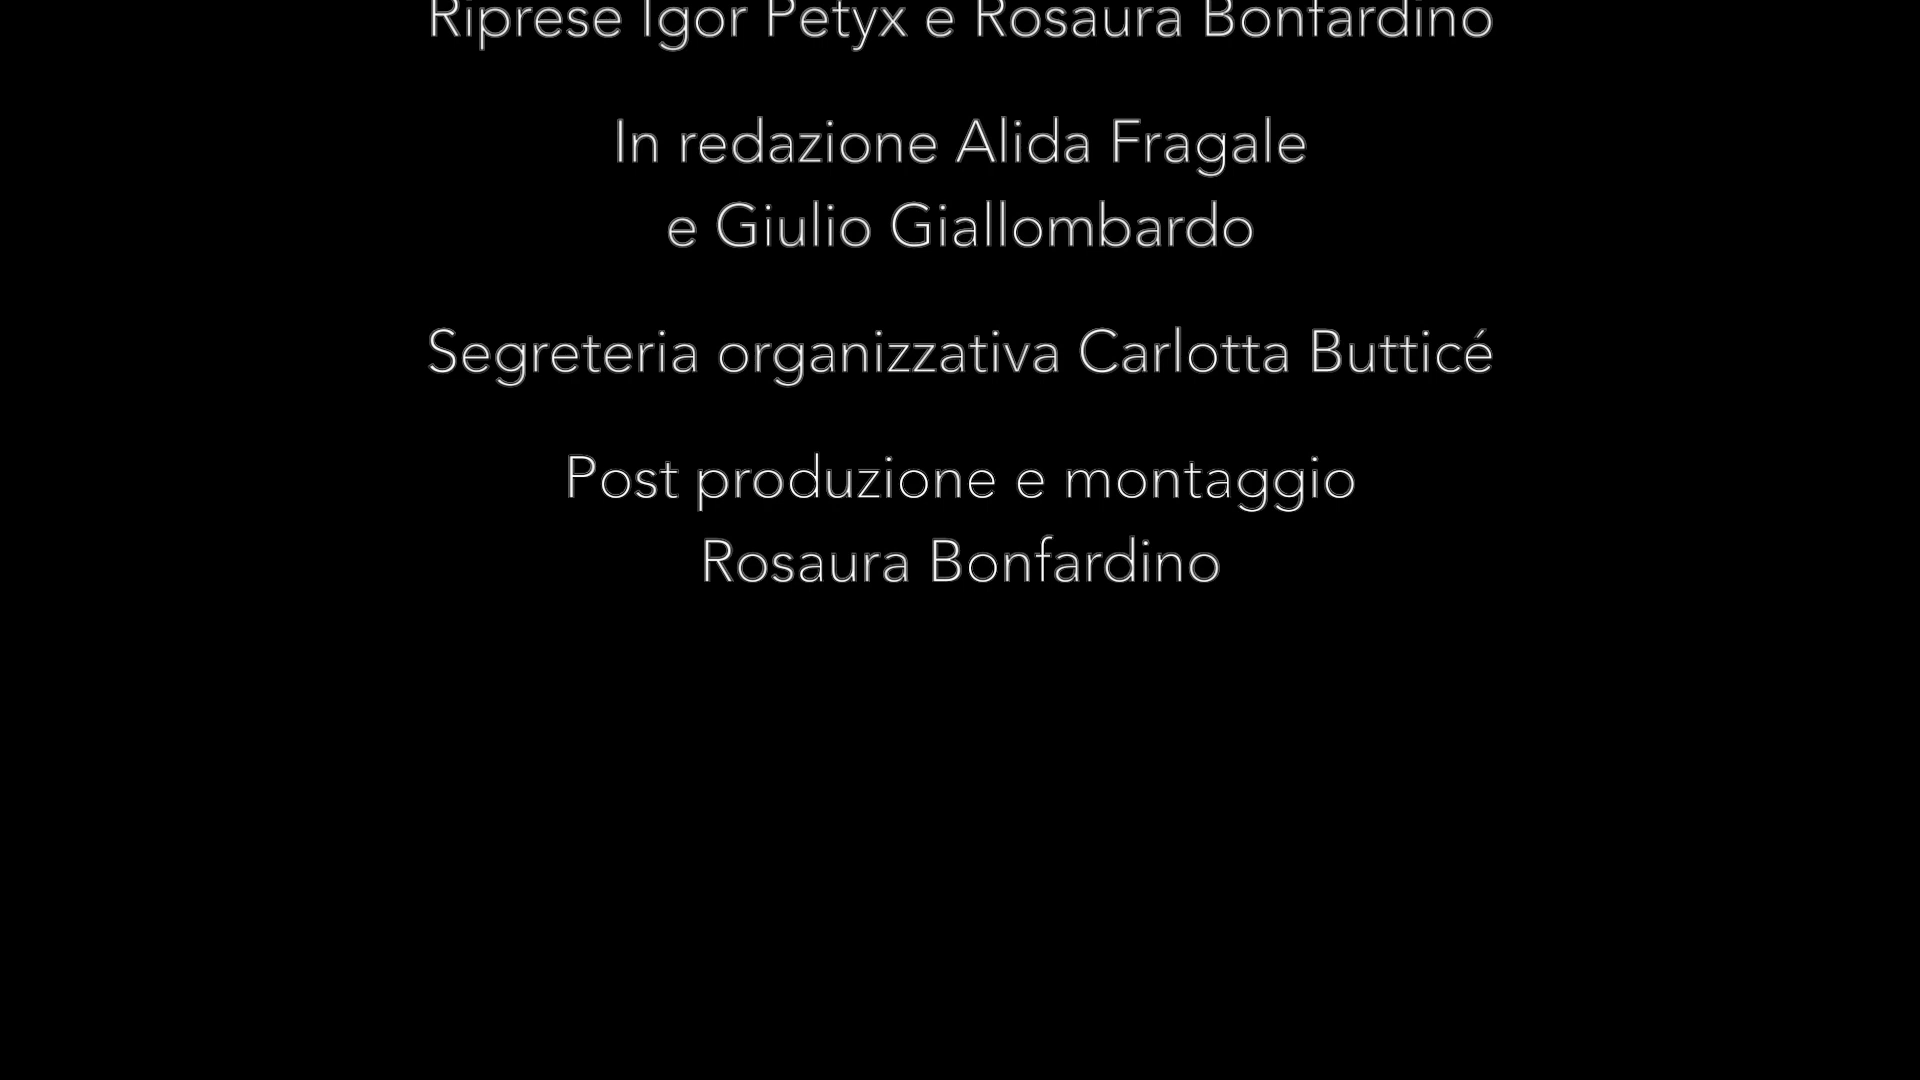 Riprese Igor Petyx e Rosaura Bonfardino
In redazione Alida Fragale
e Giulio Giallombardo
Segreteria organizzativa Carlotta Butticé
Post produzione e montaggio
Rosaura Bonfardino